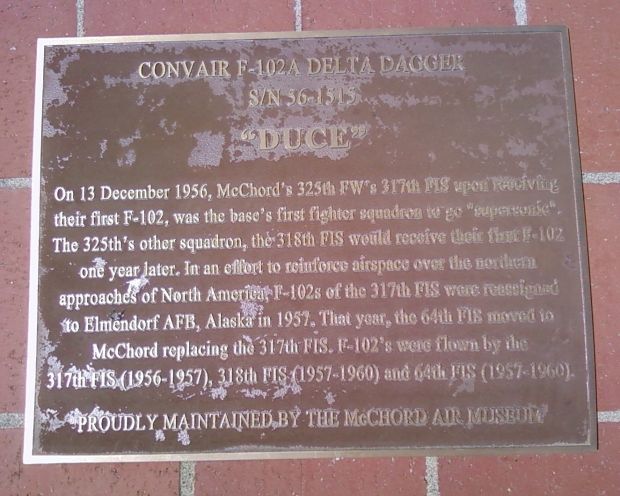 CONVAIR F-102A DELTA DAGGER
S/N 56-1515
"DUCE"
On 13 December 1956, McChord's 325th FW's 317th FIS upon receiving
their first F-102, was the base's first fighter squadron to go "supersonic".
The 325th's other squadron, the 318th FIS would receive their first F-102
one year later. In an effort to reinforce airspace over the northern
approaches of North America, F-102s of the 317th FIS were reassigned
to Elmendorf AFB, Alaska in 1957. That year, the 64th FIS moved to
McChord replacing the 317th FIS. F-102's were flown by the
317th FIS (1956-1957), 318th FIS (1957-1960) and 64th FIS (1957-1960).
PROUDLY MAINTAINED BY THE McCHORD AIR MUSEUM